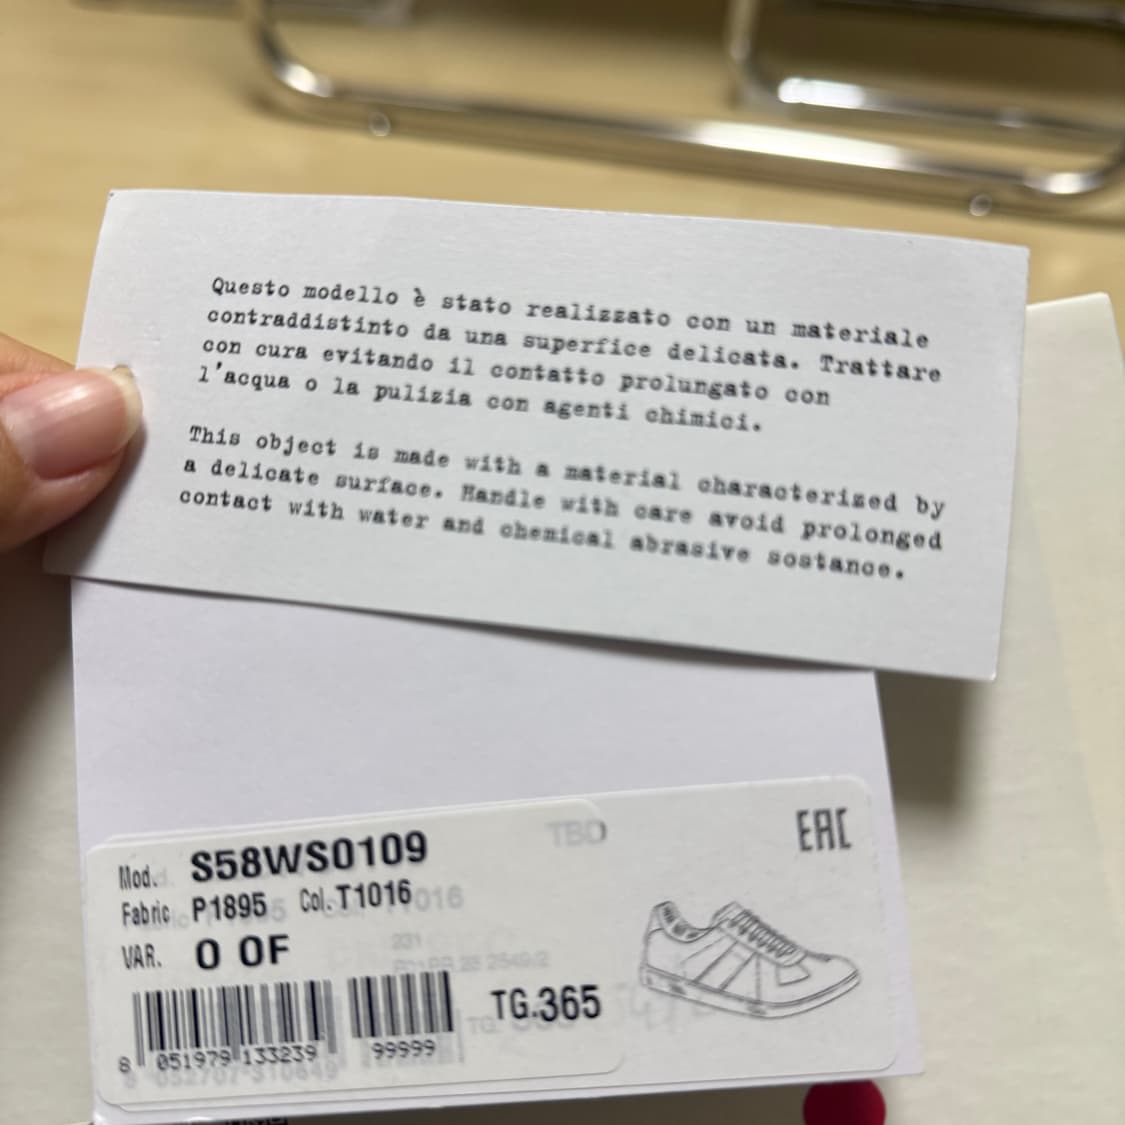 Questo modello è stato realizzato con un materiale
contraddistinto da una superfice delicata. Trattare
con cura evitando il contatto prolungato con
l'acqua o la pulizia con agenti chimici.
This object is made with a material characterized by
a delicate surface. Handle with care avoid prolonged
contact with water and chemical abrasive sostance.
TBD
EAC
Mod. S58WS0109
Fabric P1895 Col. T1016
VAR. 0 OF
TG.365
8 051979 133239 99999